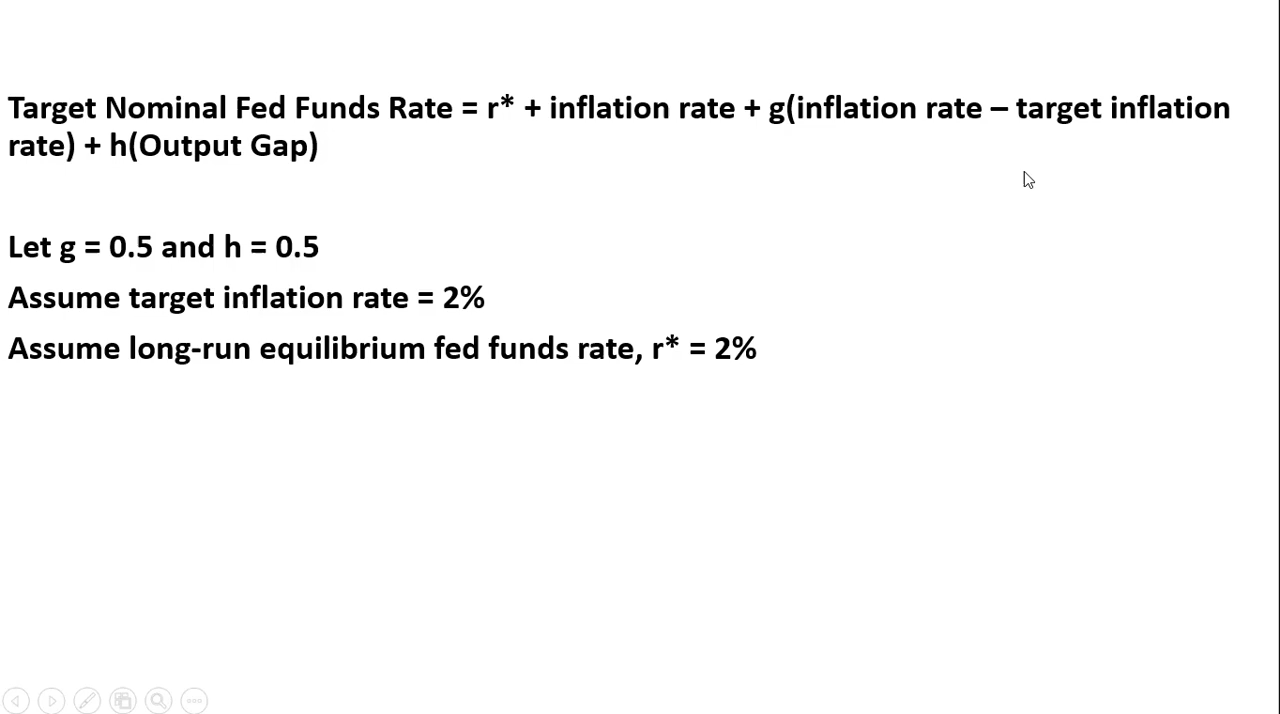 Target Nominal Fed Funds Rate = r* + inflation rate + g(inflation rate – target inflation
rate) + h(Output Gap)
Let g = 0.5 and h = 0.5
Assume target inflation rate = 2%
Assume long-run equilibrium fed funds rate, r* = 2%